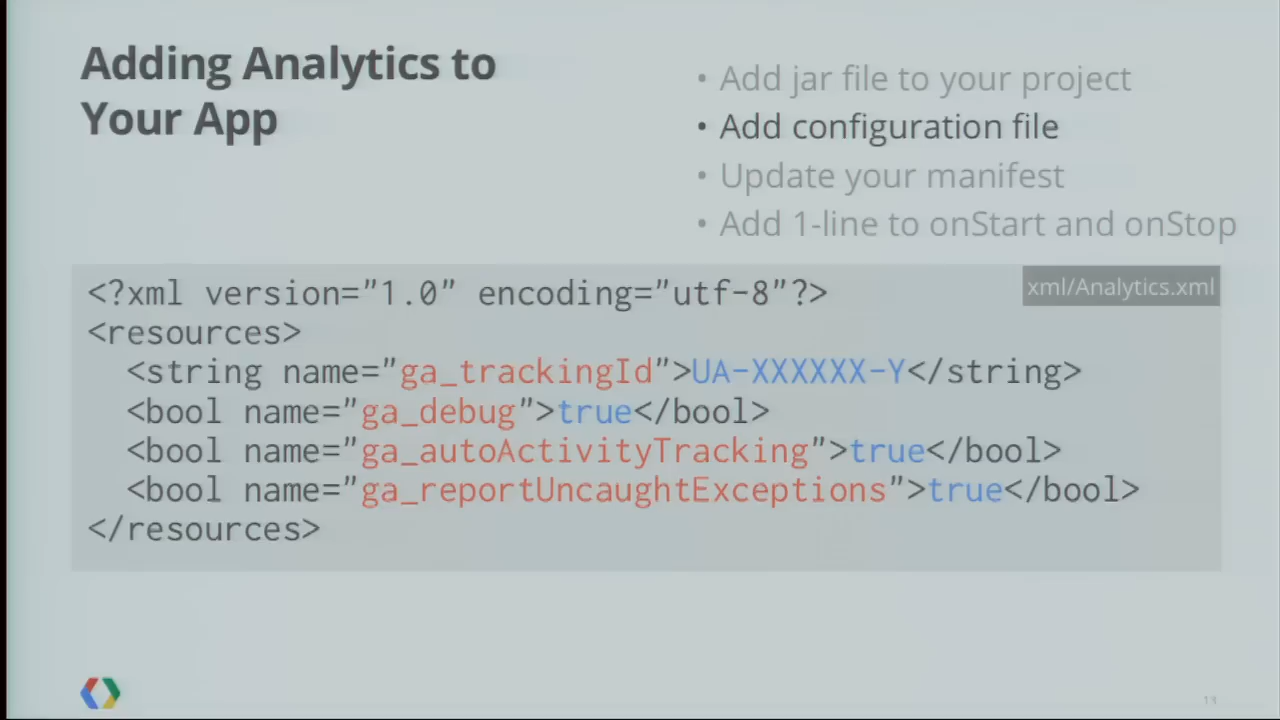 Adding Analytics to
Your App
• Add jar file to your project
• Add configuration file
• Update your manifest
• Add 1-line to onStart and onStop
xml/Analytics.xml
<?xml version="1.0" encoding="utf-8"?>
<resources>
<string name="ga_trackingId">UA-XXXXXX-Y</string>
<bool name="ga_debug">true</bool>
<bool name="ga_autoActivityTracking">true</bool>
<bool name="ga_reportUncaughtExceptions">true</bool>
</resources>